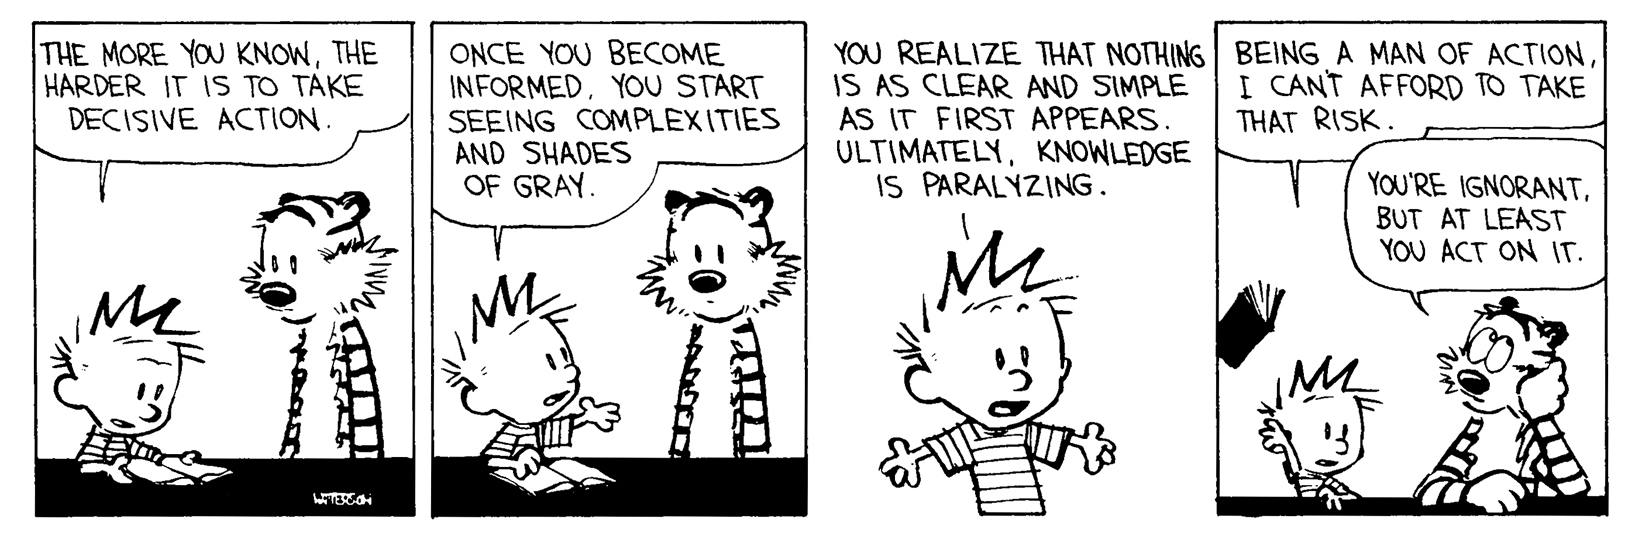 THE MORE YOU KNOW, THE
HARDER IT IS TO TAKE
DECISIVE ACTION.
WATTERSON
ONCE YOU BECOME
INFORMED, YOU START
SEEING COMPLEXITIES
AND SHADES
OF GRAY.
YOU REALIZE THAT NOTHING
IS AS CLEAR AND SIMPLE
AS IT FIRST APPEARS.
ULTIMATELY, KNOWLEDGE
IS PARALYZING.
BEING A MAN OF ACTION,
I CAN'T AFFORD TO TAKE
THAT RISK.
YOU'RE IGNORANT,
BUT AT LEAST
YOU ACT ON IT.